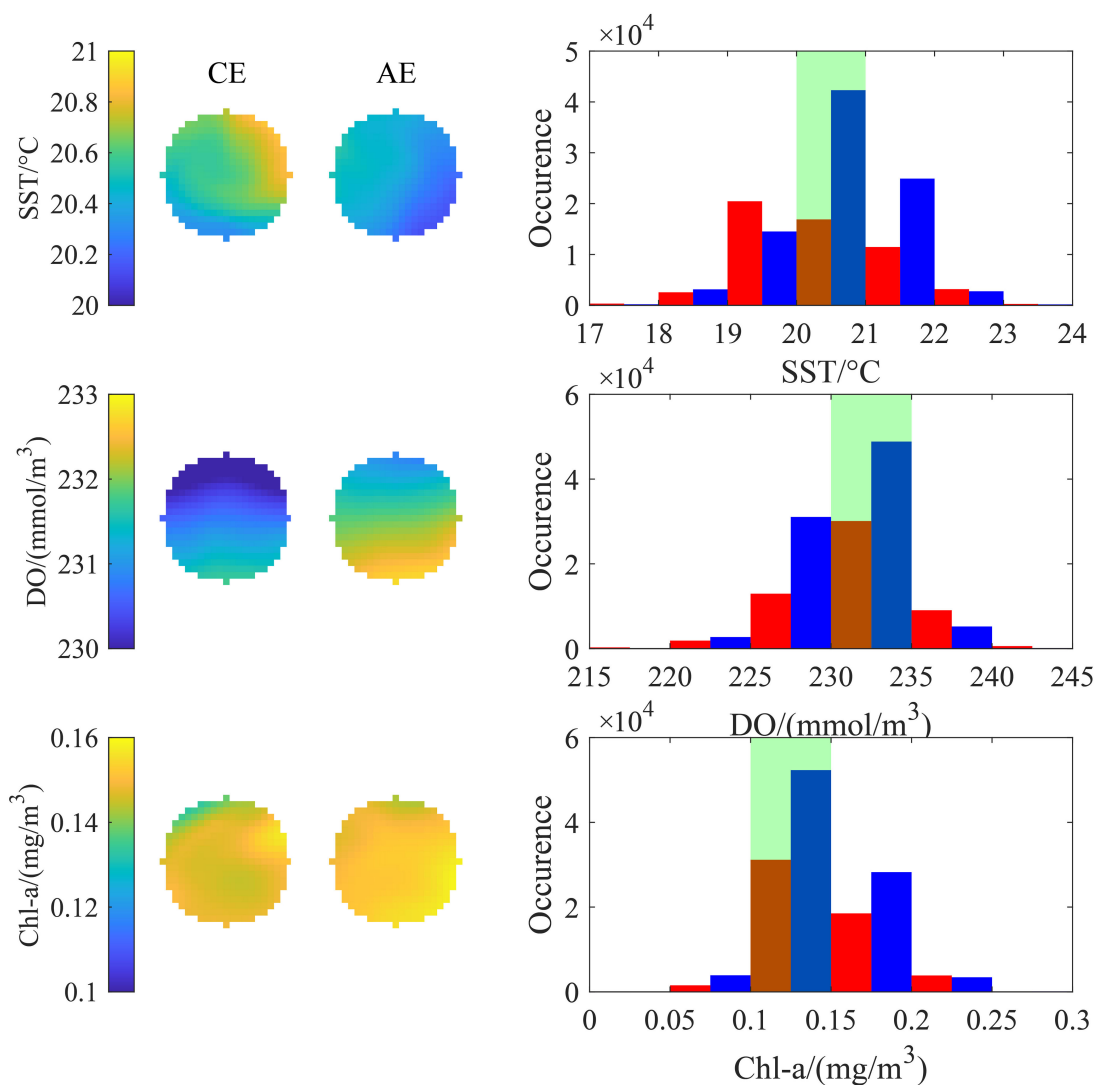 CE
AE
SST/°C
21
20.8
20.6
20.4
20.2
20
×10⁴
Occurence
5
4
3
2
1
0
17 18 19 20 21 22 23 24
SST/°C
DO/(mmol/m³)
233
232
231
230
×10⁴
Occurence
6
4
2
0
215 220 225 230 235 240 245
DO/(mmol/m³)
Chl-a/(mg/m³)
0.16
0.14
0.12
0.1
×10⁴
Occurence
6
4
2
0
0 0.05 0.1 0.15 0.2 0.25 0.3
Chl-a/(mg/m³)